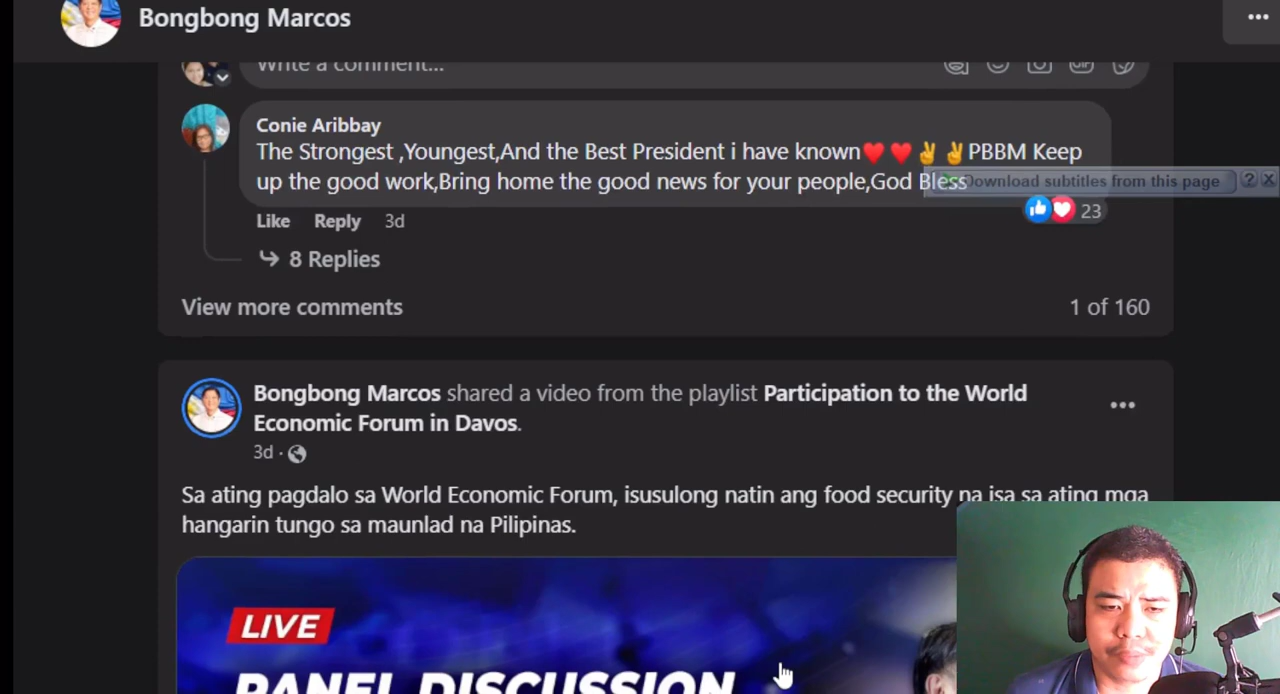 Bongbong Marcos
Write a comment...
Conie Aribbay
The Strongest ,Youngest,And the Best President i have known❤️❤️✌️✌️PBBM Keep
up the good work,Bring home the good news for your people,God Bless
Download subtitles from this page ? X
Like Reply 3d
23
8 Replies
View more comments
1 of 160
Bongbong Marcos shared a video from the playlist Participation to the World
Economic Forum in Davos.
3d ·
Sa ating pagdalo sa World Economic Forum, isusulong natin ang food security na isa sa ating mga
hangarin tungo sa maunlad na Pilipinas.
LIVE
PANEL DISCUSSION